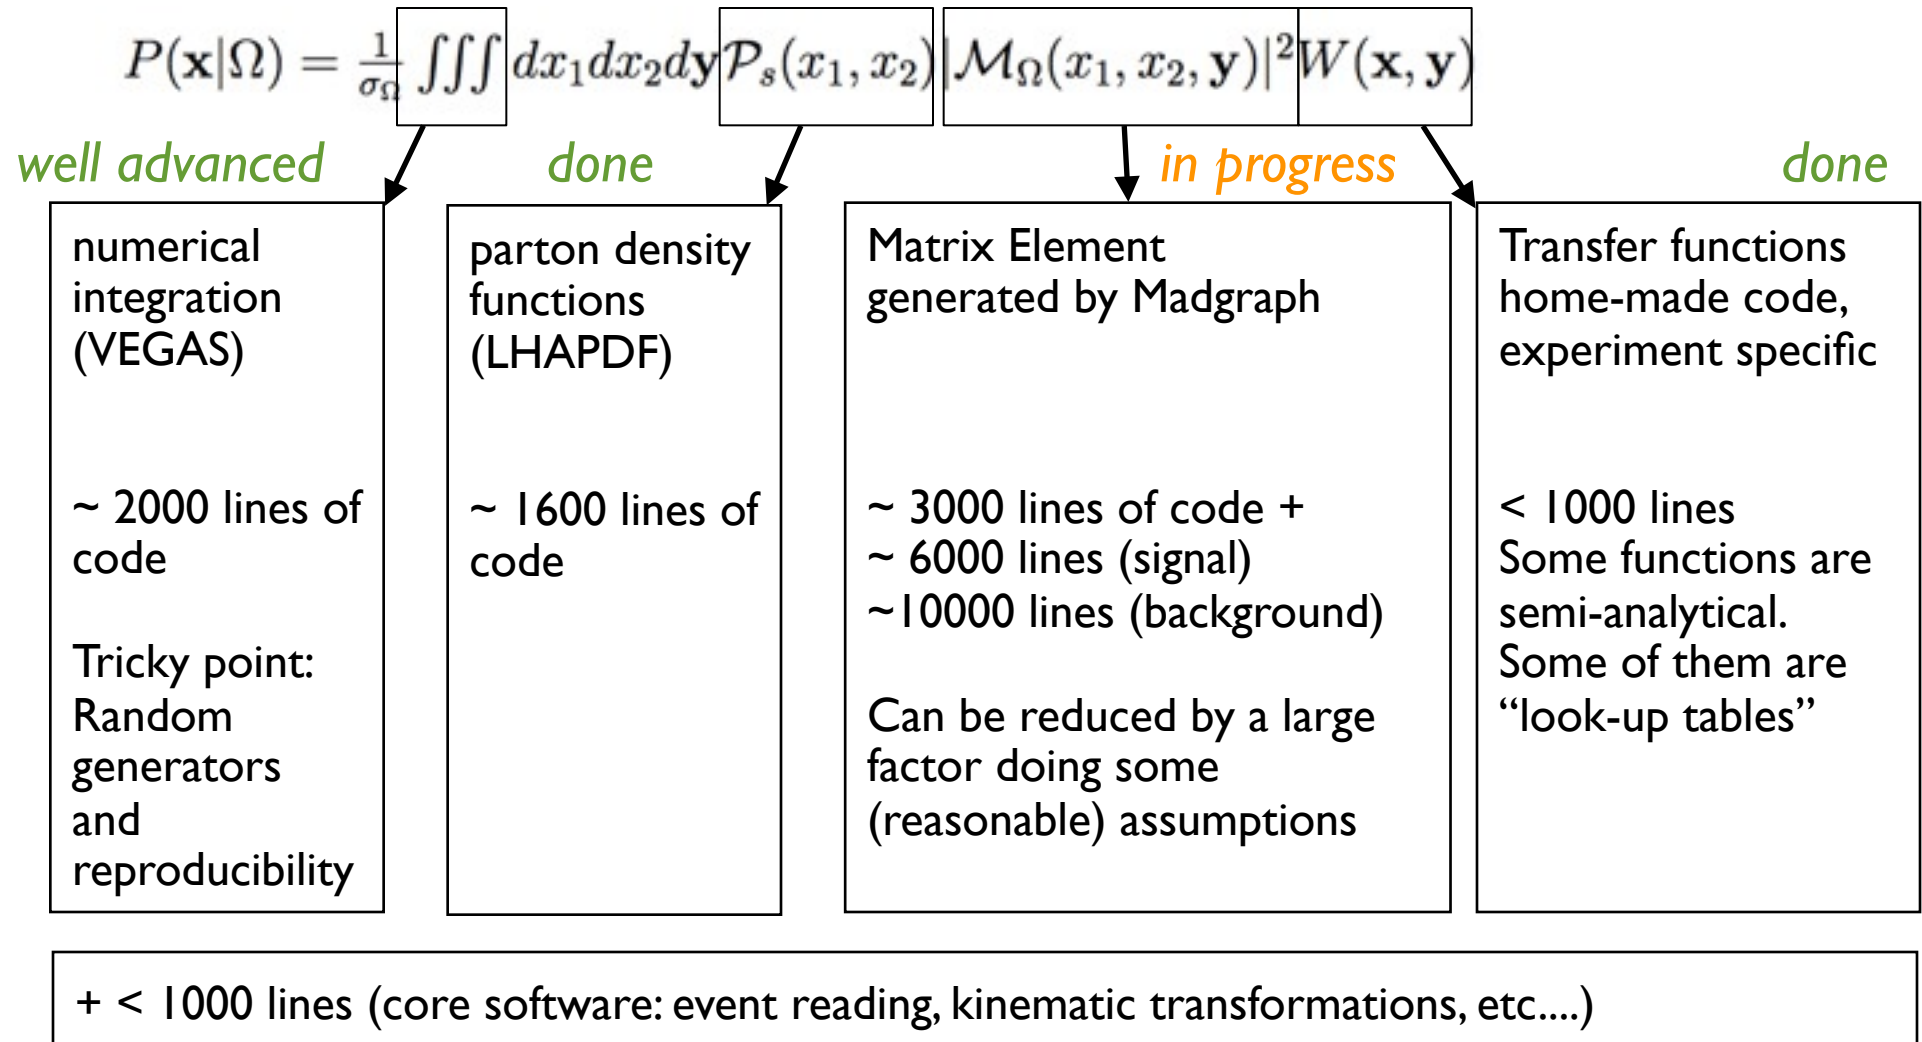 P(x|Ω) = 1/σ_Ω ∭ dx₁dx₂dy 𝒫ₛ(x₁, x₂) |ℳ_Ω(x₁, x₂, y)|² W(x, y)
well advanced
done
in progress
done
numerical
integration
(VEGAS)
~ 2000 lines of
code
Tricky point:
Random
generators
and
reproducibility
parton density
functions
(LHAPDF)
~ 1600 lines of
code
Matrix Element
generated by Madgraph
~ 3000 lines of code +
~ 6000 lines (signal)
~10000 lines (background)
Can be reduced by a large
factor doing some
(reasonable) assumptions
Transfer functions
home-made code,
experiment specific
< 1000 lines
Some functions are
semi-analytical.
Some of them are
“look-up tables”
+ < 1000 lines (core software: event reading, kinematic transformations, etc....)